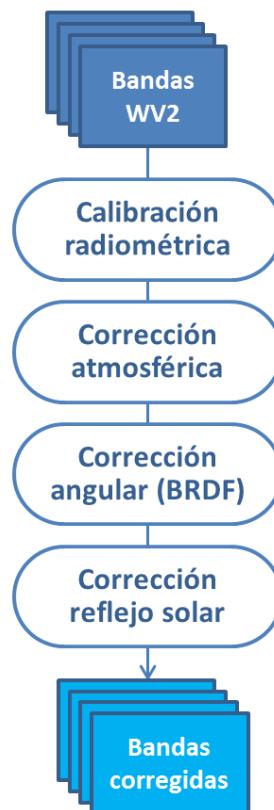 Bandas
WV2
Calibración
radiométrica
Corrección
atmosférica
Corrección
angular (BRDF)
Corrección
reflejo solar
Bandas
corregidas